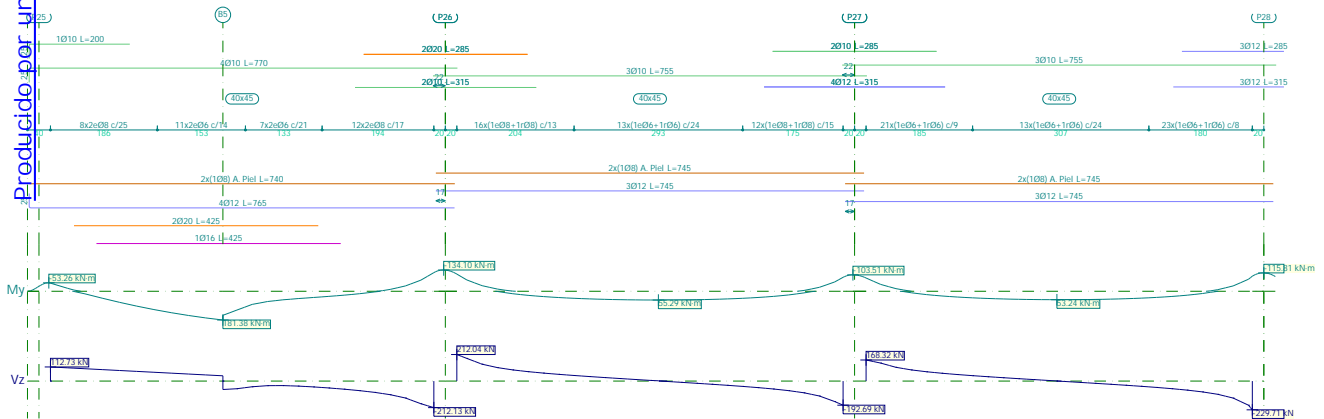 P25 B5 P26 P27 P28
Producido por un
1Ø10 L=200
2Ø20 L=285
2Ø10 L=285
3Ø12 L=285
4Ø10 L=770
3Ø10 L=755
3Ø10 L=755
22
22
25
2Ø10 L=315
4Ø12 L=315
3Ø12 L=315
40x45 40x45 40x45
8x2eØ8 c/25 11x2eØ6 c/14 7x2eØ6 c/21 12x2eØ8 c/17 16x(1eØ8+1rØ8) c/13 13x(1eØ6+1rØ6) c/24 12x(1eØ8+1rØ6) c/15 21x(1eØ6+1rØ6) c/9 13x(1eØ6+1rØ6) c/24 23x(1eØ6+1rØ6) c/8
186 153 133 194 20 20 204 293 175 20 20 185 307 180 20
2x(1Ø8) A. Piel L=745
2x(1Ø8) A. Piel L=740
2x(1Ø8) A. Piel L=745
3Ø12 L=745
17
3Ø12 L=745
4Ø12 L=765
17
2Ø20 L=425
1Ø16 L=425
My
-53.26 kN·m
-134.10 kN·m
-103.51 kN·m
-115.81 kN·m
181.38 kN·m
55.29 kN·m
53.24 kN·m
Vz
112.73 kN
212.04 kN
168.32 kN
-212.13 kN
-192.69 kN
-229.71 kN